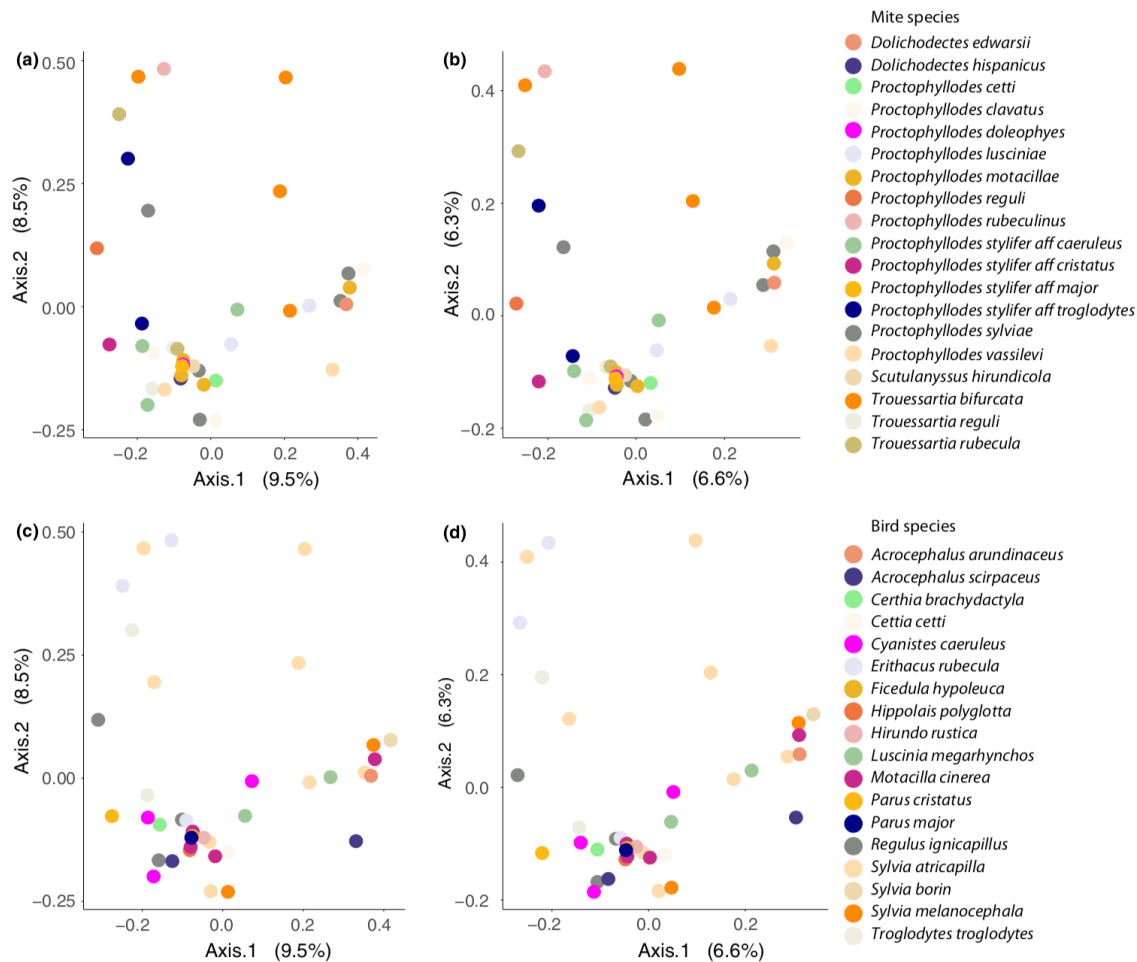 (a)
0.50
0.25
0.00
−0.25
Axis.2 (8.5%)
−0.2
0.0
0.2
0.4
Axis.1 (9.5%)
(b)
0.4
0.2
0.0
−0.2
Axis.2 (6.3%)
−0.2
0.0
0.2
Axis.1 (6.6%)
Mite species
Dolichodectes edwarsii
Dolichodectes hispanicus
Proctophyllodes cetti
Proctophyllodes clavatus
Proctophyllodes doleophyes
Proctophyllodes lusciniae
Proctophyllodes motacillae
Proctophyllodes reguli
Proctophyllodes rubeculinus
Proctophyllodes stylifer aff caeruleus
Proctophyllodes stylifer aff cristatus
Proctophyllodes stylifer aff major
Proctophyllodes stylifer aff troglodytes
Proctophyllodes sylviae
Proctophyllodes vassilevi
Scutulanyssus hirundicola
Trouessartia bifurcata
Trouessartia reguli
Trouessartia rubecula
(c)
0.50
0.25
0.00
−0.25
Axis.2 (8.5%)
−0.2
0.0
0.2
0.4
Axis.1 (9.5%)
(d)
0.4
0.2
0.0
−0.2
Axis.2 (6.3%)
−0.2
0.0
0.2
Axis.1 (6.6%)
Bird species
Acrocephalus arundinaceus
Acrocephalus scirpaceus
Certhia brachydactyla
Cettia cetti
Cyanistes caeruleus
Erithacus rubecula
Ficedula hypoleuca
Hippolais polyglotta
Hirundo rustica
Luscinia megarhynchos
Motacilla cinerea
Parus cristatus
Parus major
Regulus ignicapillus
Sylvia atricapilla
Sylvia borin
Sylvia melanocephala
Troglodytes troglodytes